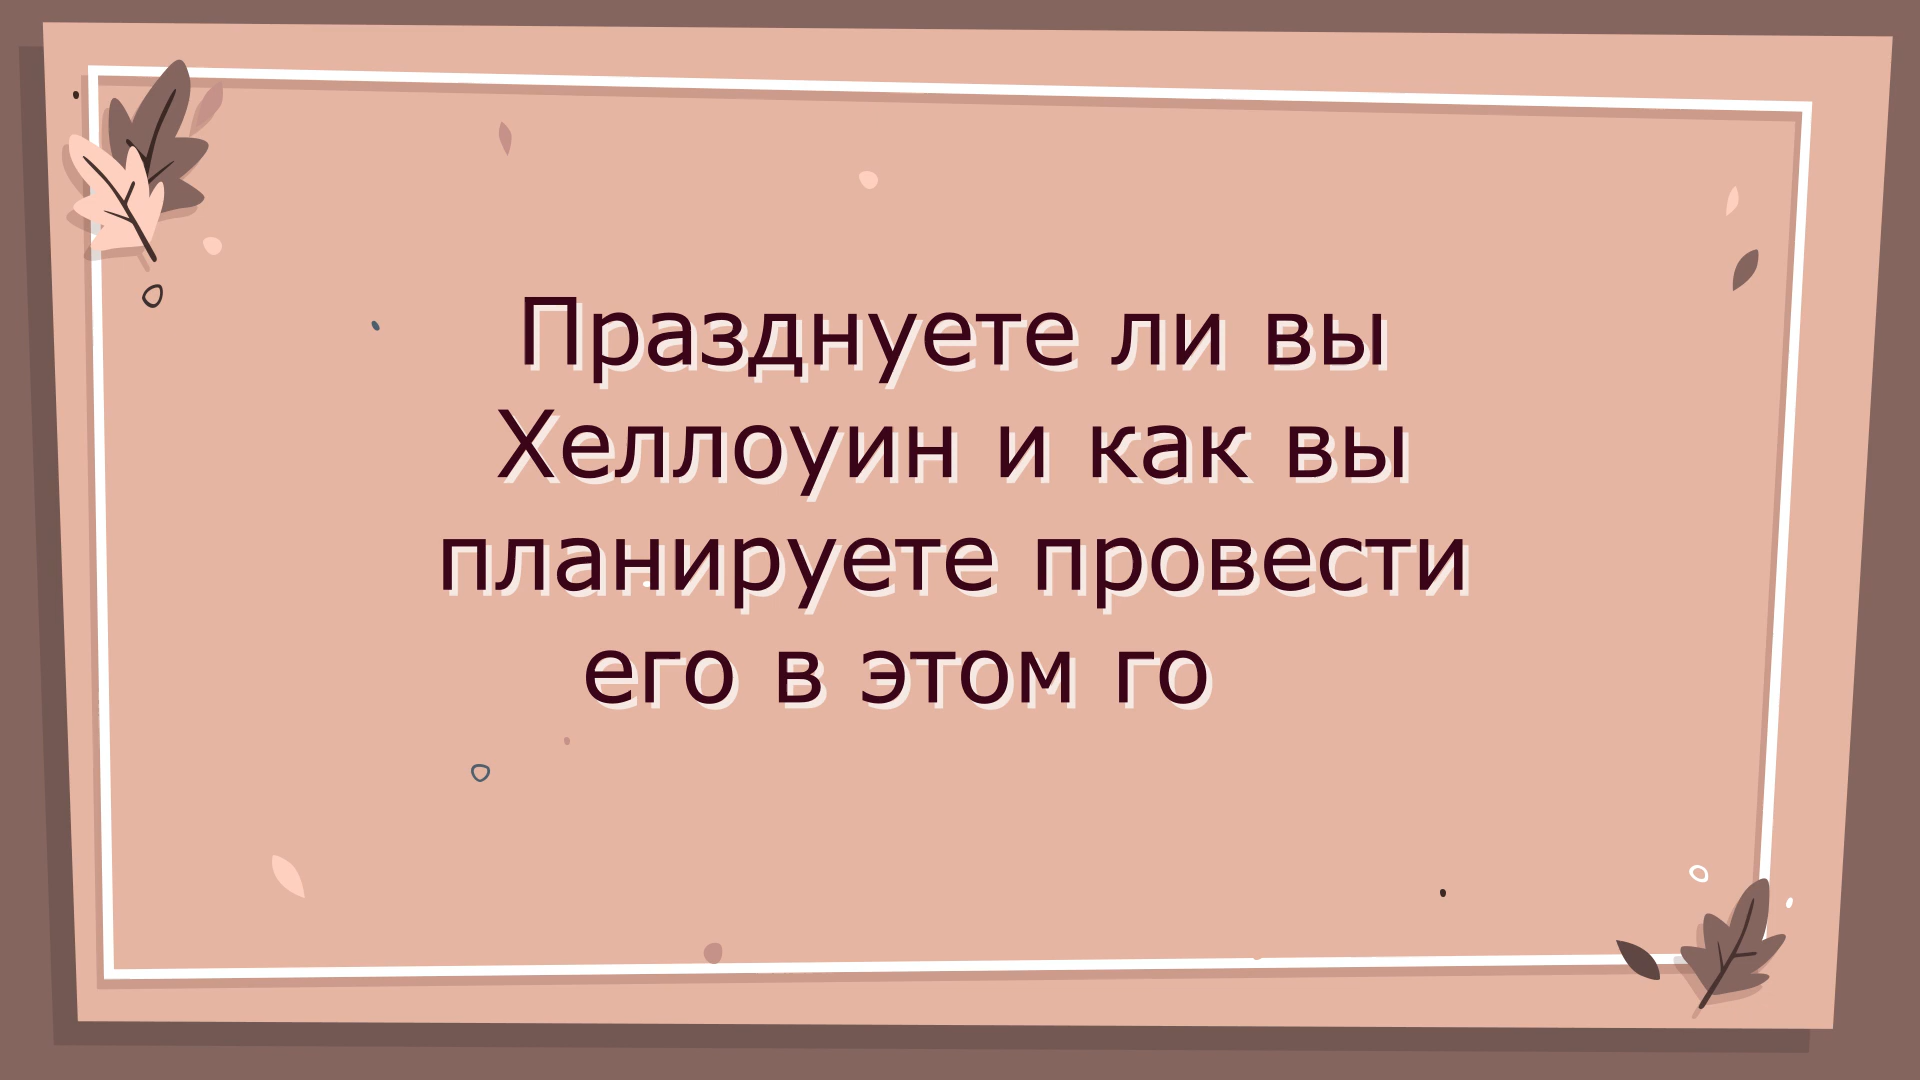 Празднуете ли вы
Хеллоуин и как вы
планируете провести
его в этом го